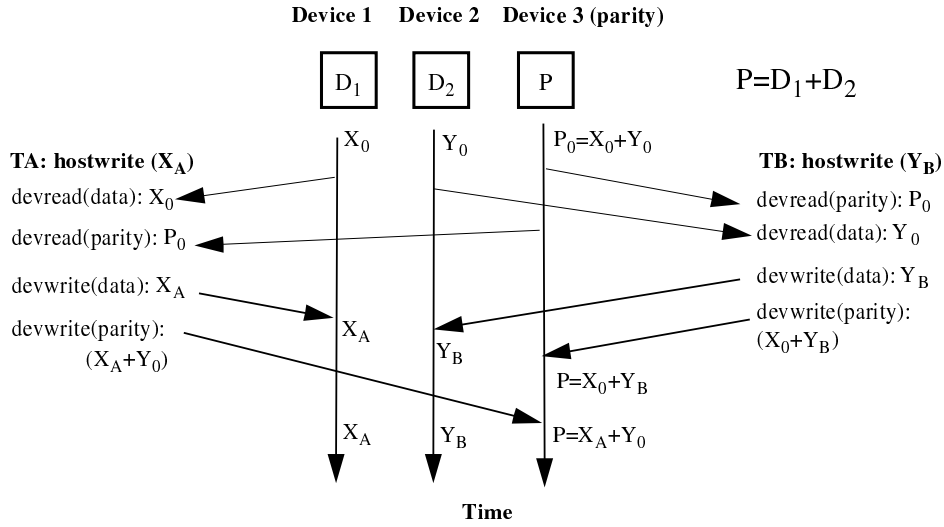 Device 1 Device 2 Device 3 (parity)
D1 D2 P P=D1+D2
X0 Y0 P0=X0+Y0
TA: hostwrite (XA) TB: hostwrite (YB)
devread(data): X0 devread(parity): P0
devread(parity): P0 devread(data): Y0
devwrite(data): XA devwrite(data): YB
devwrite(parity): XA devwrite(parity):
(XA+Y0) YB (X0+YB)
P=X0+YB
XA YB P=XA+Y0
Time